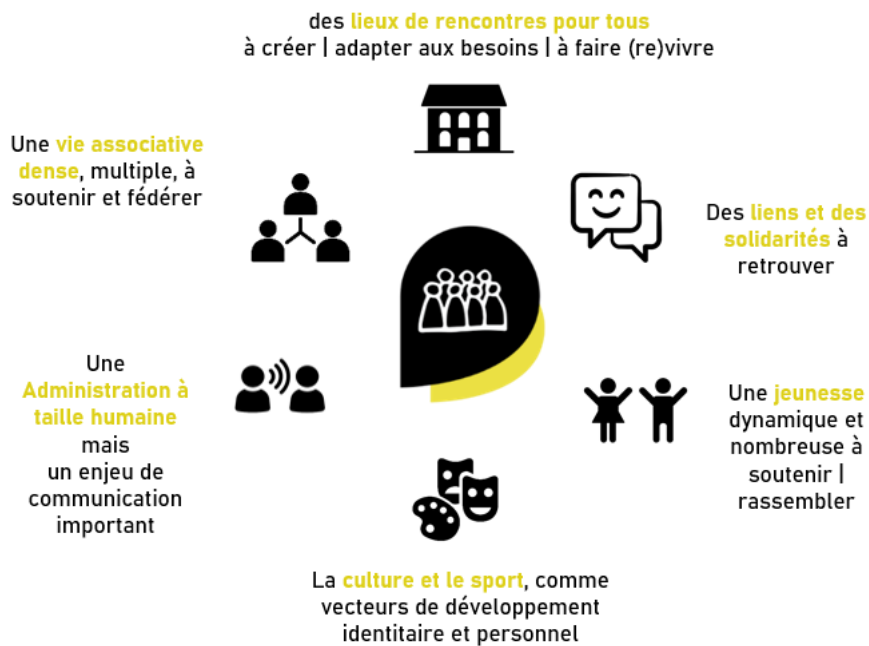 des lieux de rencontres pour tous
à créer | adapter aux besoins | à faire (re)vivre
Une vie associative
dense, multiple, à
soutenir et fédérer
Des liens et des
solidarités à
retrouver
Une
Administration à
taille humaine
mais
un enjeu de
communication
important
Une jeunesse
dynamique et
nombreuse à
soutenir |
rassembler
La culture et le sport, comme
vecteurs de développement
identitaire et personnel